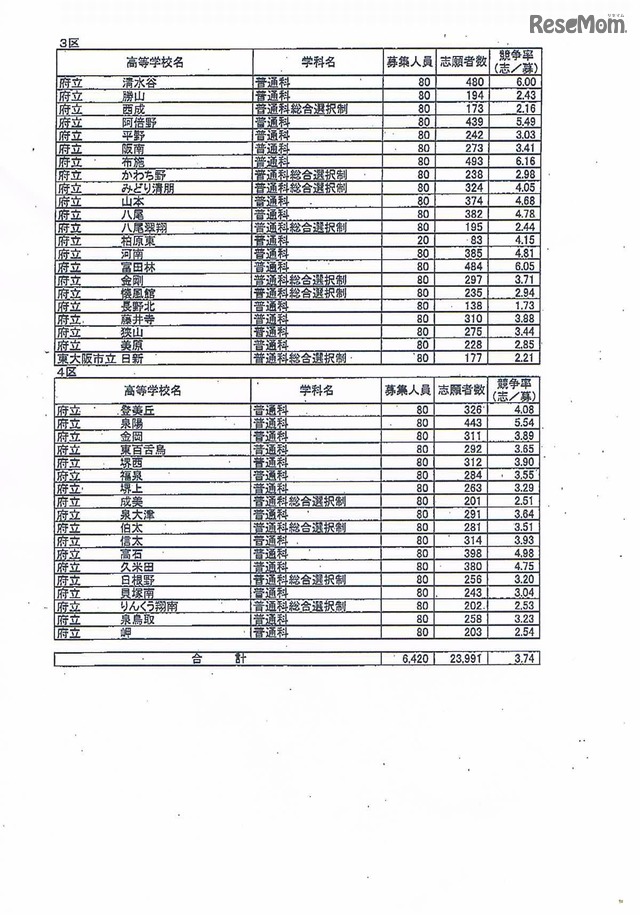 リセマム
ReseMom
3区
高等学校名 学科名 募集人員 志願者数 競争率(志/募)
府立 清水谷 普通科 80 480 6.00
府立 勝山 普通科 80 194 2.43
府立 西成 普通科総合選択制 80 173 2.16
府立 阿倍野 普通科 80 439 5.49
府立 平野 普通科 80 242 3.03
府立 阪南 普通科 80 273 3.41
府立 布施 普通科 80 493 6.16
府立 かわち野 普通科総合選択制 80 238 2.98
府立 みどり清朋 普通科総合選択制 80 324 4.05
府立 山本 普通科 80 374 4.68
府立 八尾 普通科 80 382 4.78
府立 八尾翠翔 普通科総合選択制 80 195 2.44
府立 柏原東 普通科 20 83 4.15
府立 河南 普通科 80 385 4.81
府立 富田林 普通科 80 484 6.05
府立 金剛 普通科総合選択制 80 297 3.71
府立 懐風館 普通科総合選択制 80 235 2.94
府立 長野北 普通科 80 138 1.73
府立 藤井寺 普通科 80 310 3.88
府立 狭山 普通科 80 275 3.44
府立 美原 普通科 80 228 2.85
東大阪市立 日新 普通科総合選択制 80 177 2.21
4区
高等学校名 学科名 募集人員 志願者数 競争率(志/募)
府立 登美丘 普通科 80 326 4.08
府立 泉陽 普通科 80 443 5.54
府立 金岡 普通科 80 311 3.89
府立 東百舌鳥 普通科 80 292 3.65
府立 堺西 普通科 80 312 3.90
府立 福泉 普通科 80 284 3.55
府立 堺上 普通科 80 263 3.29
府立 成美 普通科総合選択制 80 201 2.51
府立 泉大津 普通科 80 291 3.64
府立 伯太 普通科総合選択制 80 281 3.51
府立 信太 普通科 80 314 3.93
府立 高石 普通科 80 398 4.98
府立 久米田 普通科 80 380 4.75
府立 日根野 普通科総合選択制 80 256 3.20
府立 貝塚南 普通科 80 243 3.04
府立 りんくう翔南 普通科総合選択制 80 202 2.53
府立 泉鳥取 普通科 80 258 3.23
府立 岬 普通科 80 203 2.54
合計 6,420 23,991 3.74